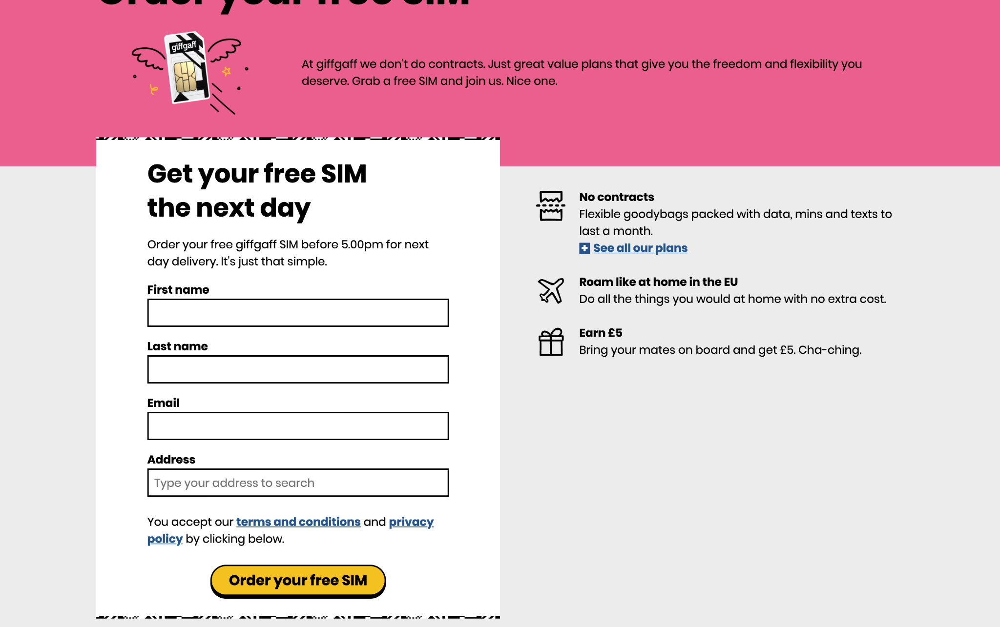 Order your free SIM
giffgaff
At giffgaff we don’t do contracts. Just great value plans that give you the freedom and flexibility you
deserve. Grab a free SIM and join us. Nice one.
Get your free SIM
the next day
Order your free giffgaff SIM before 5.00pm for next
day delivery. It's just that simple.
First name
Last name
Email
Address
Type your address to search
You accept our terms and conditions and privacy
policy by clicking below.
Order your free SIM
No contracts
Flexible goodybags packed with data, mins and texts to
last a month.
See all our plans
Roam like at home in the EU
Do all the things you would at home with no extra cost.
Earn £5
Bring your mates on board and get £5. Cha-ching.